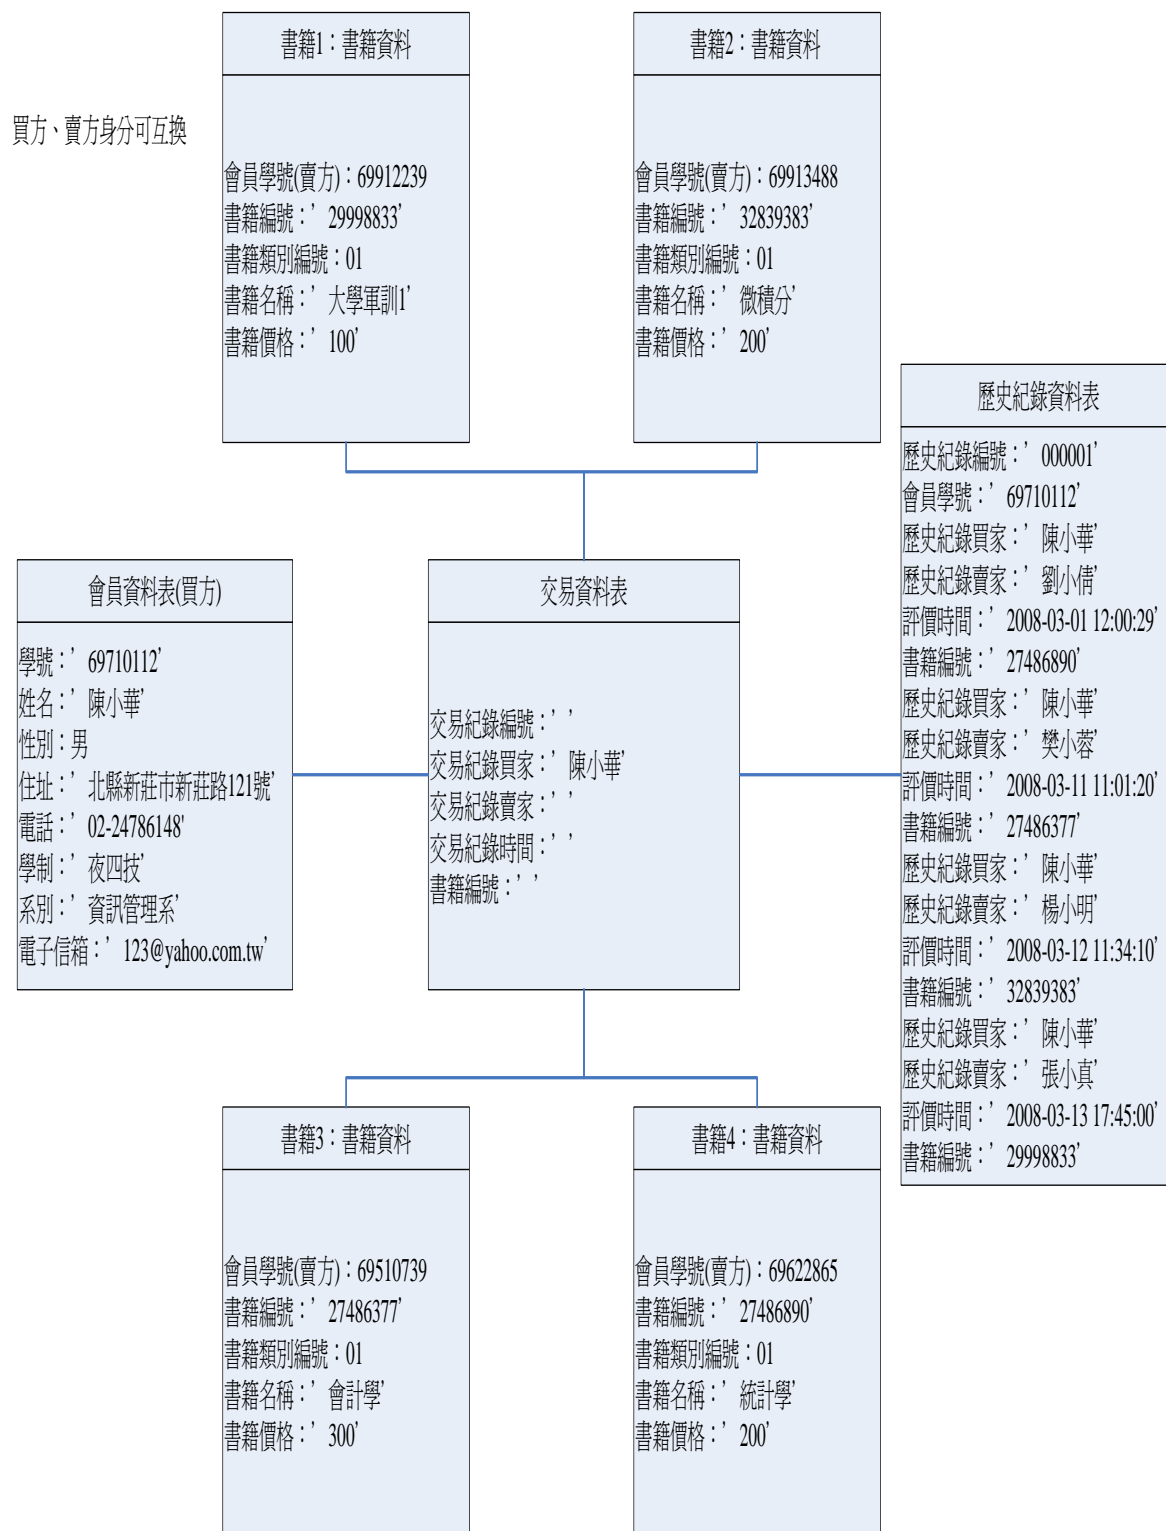 書籍1：書籍資料
會員學號(賣方)：69912239
書籍編號：’29998833’
書籍類別編號：01
書籍名稱：’大學軍訓1’
書籍價格：’100’
書籍2：書籍資料
會員學號(賣方)：69913488
書籍編號：’32839383’
書籍類別編號：01
書籍名稱：’微積分’
書籍價格：’200’
買方、賣方身分可互換
會員資料表(買方)
學號：’69710112’
姓名：’陳小華’
性別：男
住址：’北縣新莊市新莊路121號’
電話：’02-24786148'
學制：’夜四技’
系別：’資訊管理系’
電子信箱：’123@yahoo.com.tw’
交易資料表
交易紀錄編號：’’
交易紀錄買家：’陳小華’
交易紀錄賣家：’’
交易紀錄時間：’’
書籍編號：’’
歷史紀錄資料表
歷史紀錄編號：’000001’
會員學號：’69710112’
歷史紀錄買家：’陳小華’
歷史紀錄賣家：’劉小倩’
評價時間：’2008-03-01 12:00:29’
書籍編號：’27486890’
歷史紀錄買家：’陳小華’
歷史紀錄賣家：’樊小蓉’
評價時間：’2008-03-11 11:01:20’
書籍編號：’27486377’
歷史紀錄買家：’陳小華’
歷史紀錄賣家：’楊小明’
評價時間：’2008-03-12 11:34:10’
書籍編號：’32839383’
歷史紀錄買家：’陳小華’
歷史紀錄賣家：’張小真’
評價時間：’2008-03-13 17:45:00’
書籍編號：’29998833’
書籍3：書籍資料
會員學號(賣方)：69510739
書籍編號：’27486377’
書籍類別編號：01
書籍名稱：’會計學’
書籍價格：’300’
書籍4：書籍資料
會員學號(賣方)：69622865
書籍編號：’27486890’
書籍類別編號：01
書籍名稱：’統計學’
書籍價格：’200’